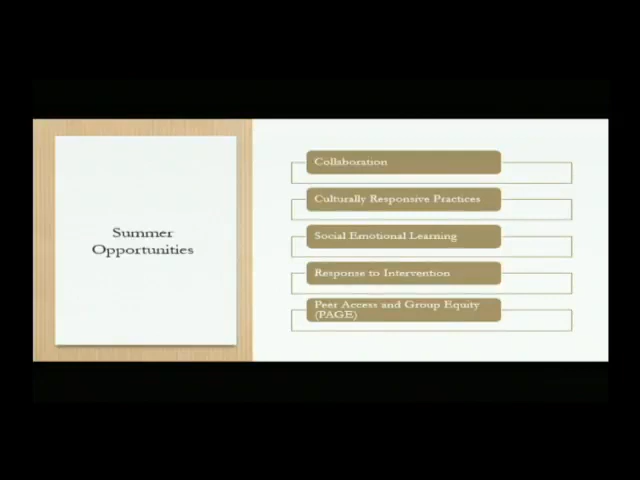 Summer
Opportunities
Collaboration
Culturally Responsive Practices
Social Emotional Learning
Response to Intervention
Peer Access and Group Equity
(PAGE)